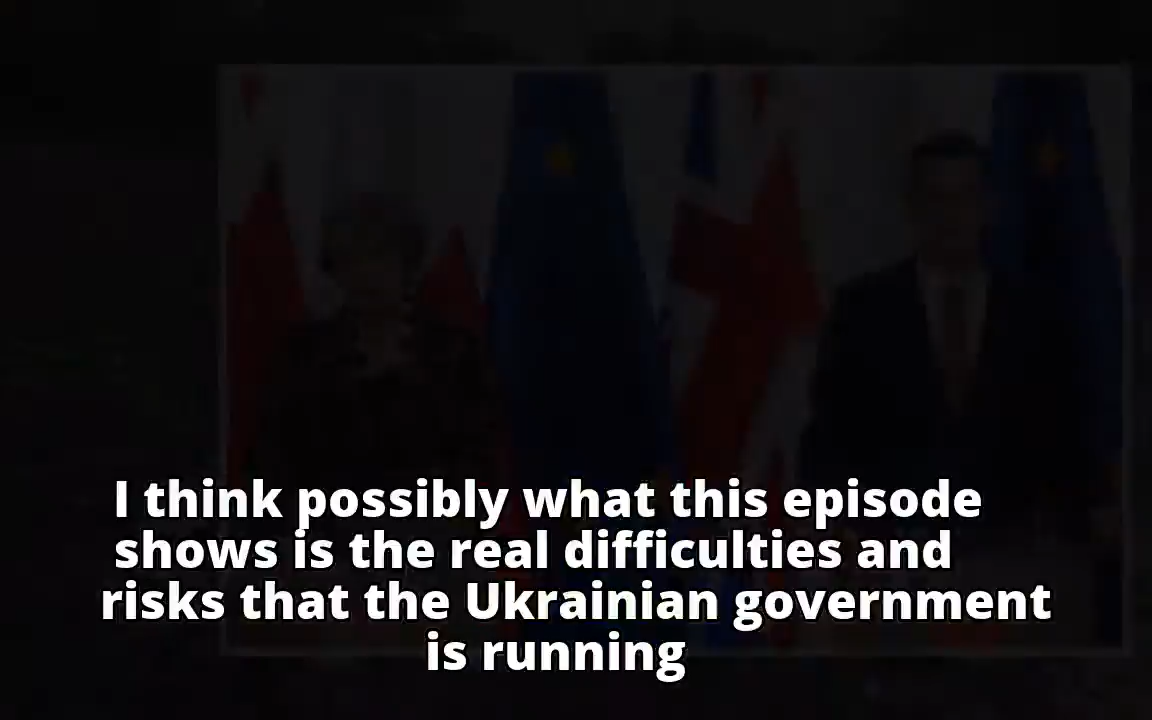 I think possibly what this episode
shows is the real difficulties and
risks that the Ukrainian government
is running